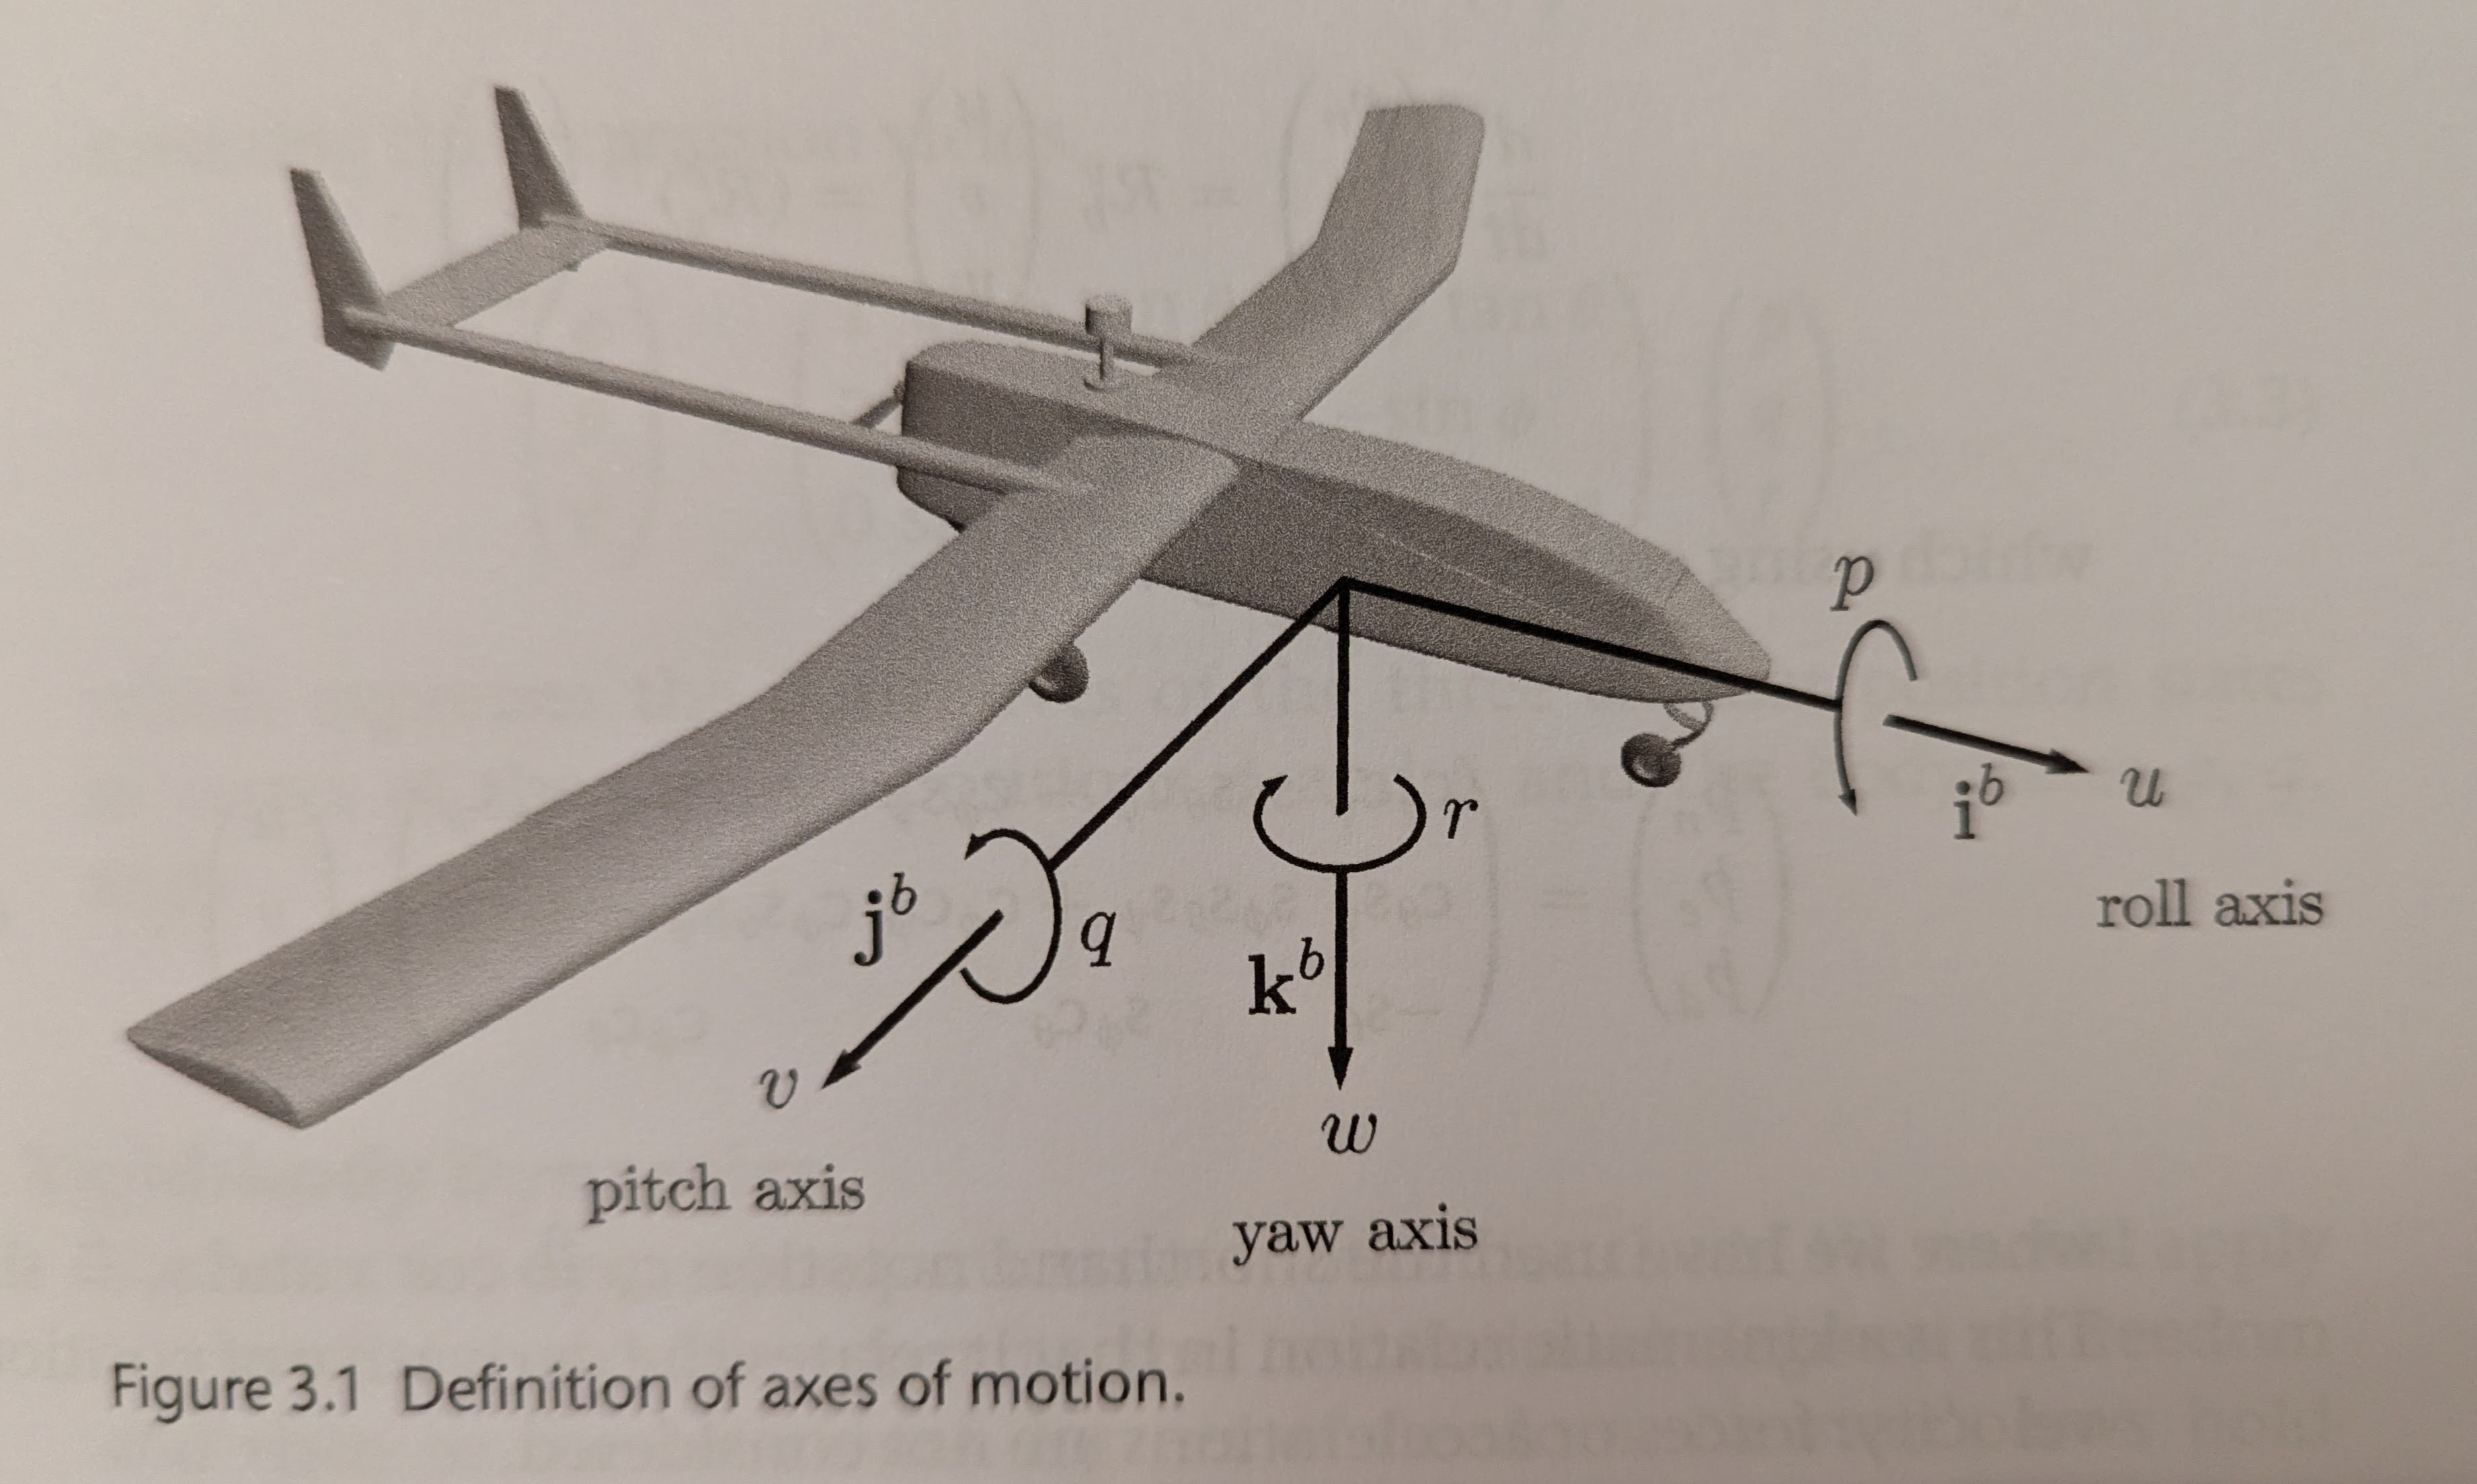 p
u
i^b
roll axis
r
j^b
q
k^b
v
w
pitch axis
yaw axis
Figure 3.1 Definition of axes of motion.